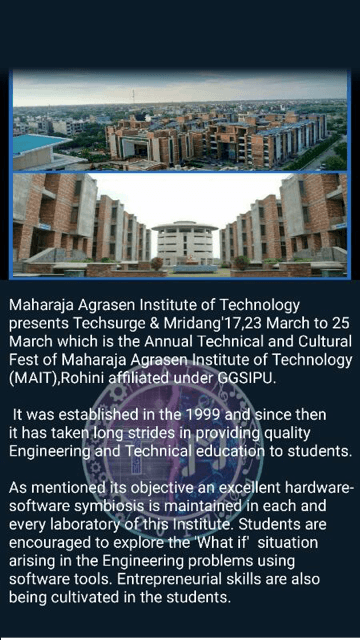 Maharaja Agrasen Institute of Technology
presents Techsurge & Mridang'17,23 March to 25
March which is the Annual Technical and Cultural
Fest of Maharaja Agrasen Institute of Technology
(MAIT),Rohini affiliated under GGSIPU.
It was established in the 1999 and since then
it has taken long strides in providing quality
Engineering and Technical education to students.
As mentioned its objective an excellent hardware-
software symbiosis is maintained in each and
every laboratory of this Institute. Students are
encouraged to explore the 'What if' situation
arising in the Engineering problems using
software tools. Entrepreneurial skills are also
being cultivated in the students.